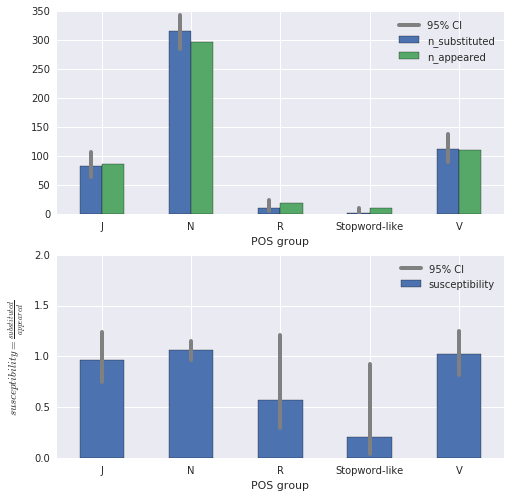 350
300
250
200
150
100
50
0
95% CI
n_substituted
n_appeared
J N R Stopword-like V
POS group
2.0
1.5
1.0
0.5
0.0
susceptibility = substituted / appeared
95% CI
susceptibility
J N R Stopword-like V
POS group